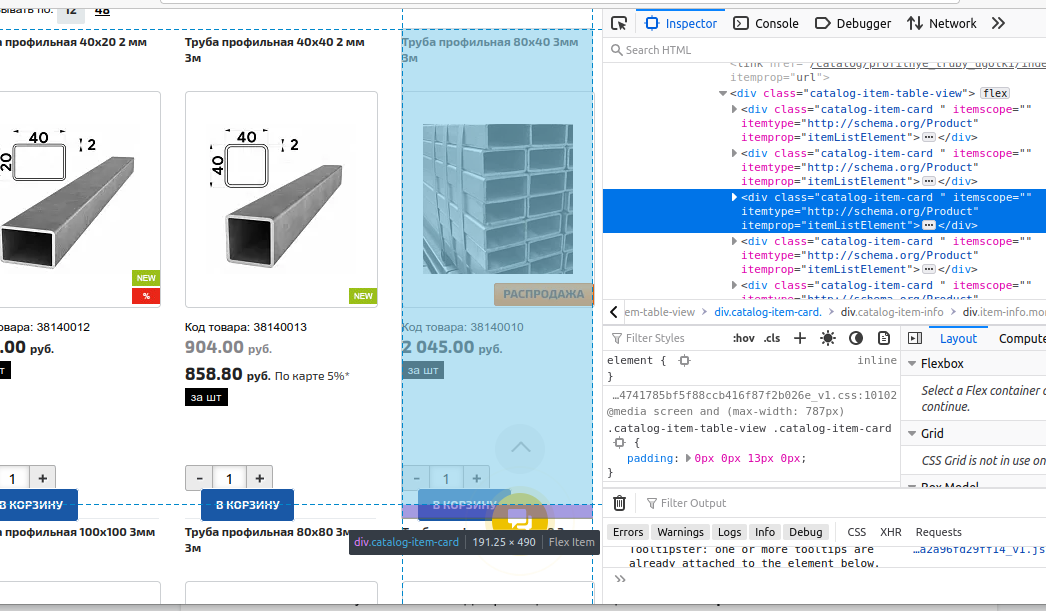 ывать по: 12 48
а профильная 40х20 2 мм
Труба профильная 40х40 2 мм
3м
Труба профильная 80х40 3мм
3м
40
2
20
40
2
40
NEW
%
NEW
РАСПРОДАЖА
овара: 38140012
.00 руб.
т
Код товара: 38140013
904.00 руб.
858.80 руб. По карте 5%*
за шт
Код товара: 38140010
2 045.00 руб.
за шт
1 +
- 1 +
- 1 +
В КОРЗИНУ
В КОРЗИНУ
В КОРЗИНУ
а профильная 100х100 3мм
Труба профильная 80х80 3мм
3м
div.catalog-item-card 191.25 × 490 Flex Item
Inspector Console Debugger Network
Search HTML
<link href="/catalog/profilnye_truby_ugolki/inde
itemprop="url">
<div class="catalog-item-table-view"> flex
<div class="catalog-item-card " itemscope=""
itemtype="http://schema.org/Product"
itemprop="itemListElement"> ··· </div>
<div class="catalog-item-card " itemscope=""
itemtype="http://schema.org/Product"
itemprop="itemListElement"> ··· </div>
<div class="catalog-item-card " itemscope=""
itemtype="http://schema.org/Product"
itemprop="itemListElement"> ··· </div>
<div class="catalog-item-card " itemscope=""
itemtype="http://schema.org/Product"
itemprop="itemListElement"> ··· </div>
<div class="catalog-item-card " itemscope=""
itemtype="http://schema.org/Product"
em-table-view > div.catalog-item-card. > div.catalog-item-info > div.item-info.mo
Filter Styles :hov .cls +
element { inline
}
…4741785bf5f88ccb416f87f2b026e_v1.css:10102
@media screen and (max-width: 787px)
.catalog-item-table-view .catalog-item-card
{
padding: 0px 0px 13px 0px;
}
Layout Compute
Flexbox
Select a Flex container o
continue.
Grid
CSS Grid is not in use on
Box Model
Filter Output
Errors Warnings Logs Info Debug CSS XHR Requests
Tooltipster: one or more tooltips are …a2a96fd29ff14_v1.js
already attached to the element below.